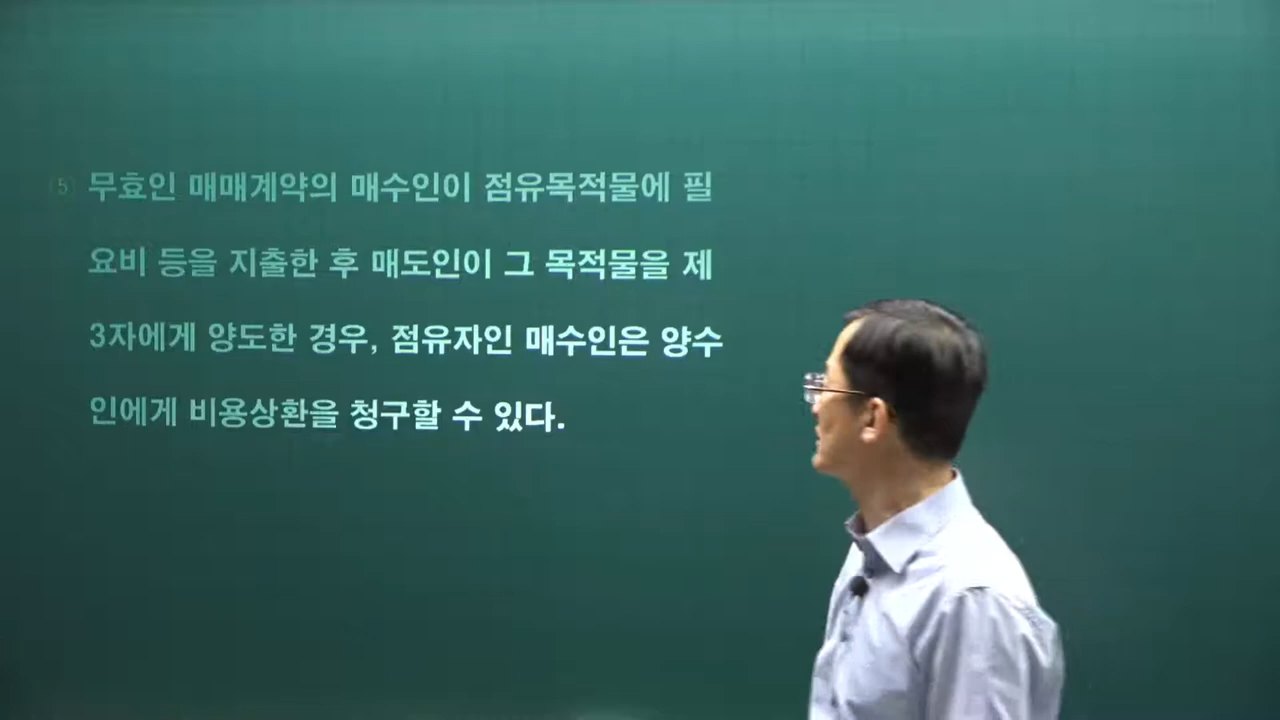 ⑤ 무효인 매매계약의 매수인이 점유목적물에 필
요비 등을 지출한 후 매도인이 그 목적물을 제
3자에게 양도한 경우, 점유자인 매수인은 양수
인에게 비용상환을 청구할 수 있다.